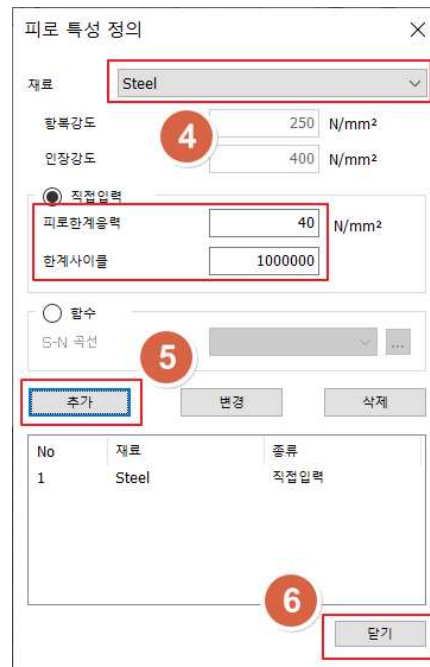 피로 특성 정의
재료 Steel
항복강도 250 N/mm²
4
인장강도 400 N/mm²
직접입력
피로한계응력 40 N/mm²
한계사이클 1000000
함수
S-N 곡선 ...
5
추가 변경 삭제
No 재료 종류
1 Steel 직접입력
6
닫기